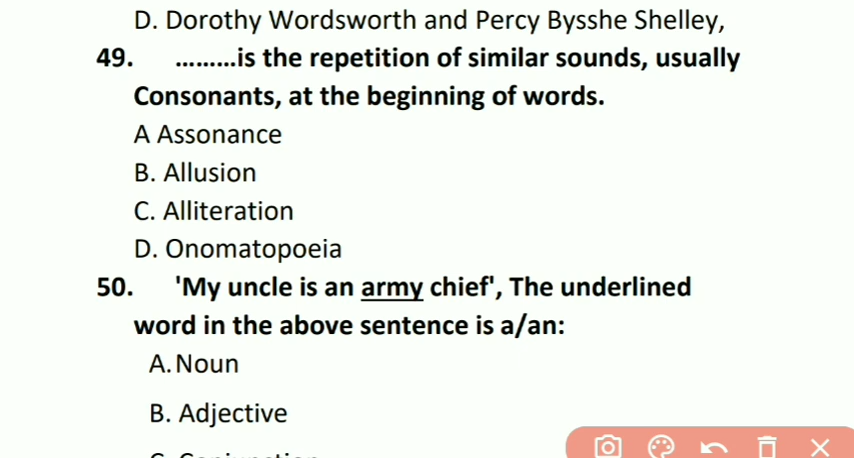 D. Dorothy Wordsworth and Percy Bysshe Shelley,
49. .........is the repetition of similar sounds, usually
Consonants, at the beginning of words.
A Assonance
B. Allusion
C. Alliteration
D. Onomatopoeia
50. 'My uncle is an army chief', The underlined
word in the above sentence is a/an:
A. Noun
B. Adjective